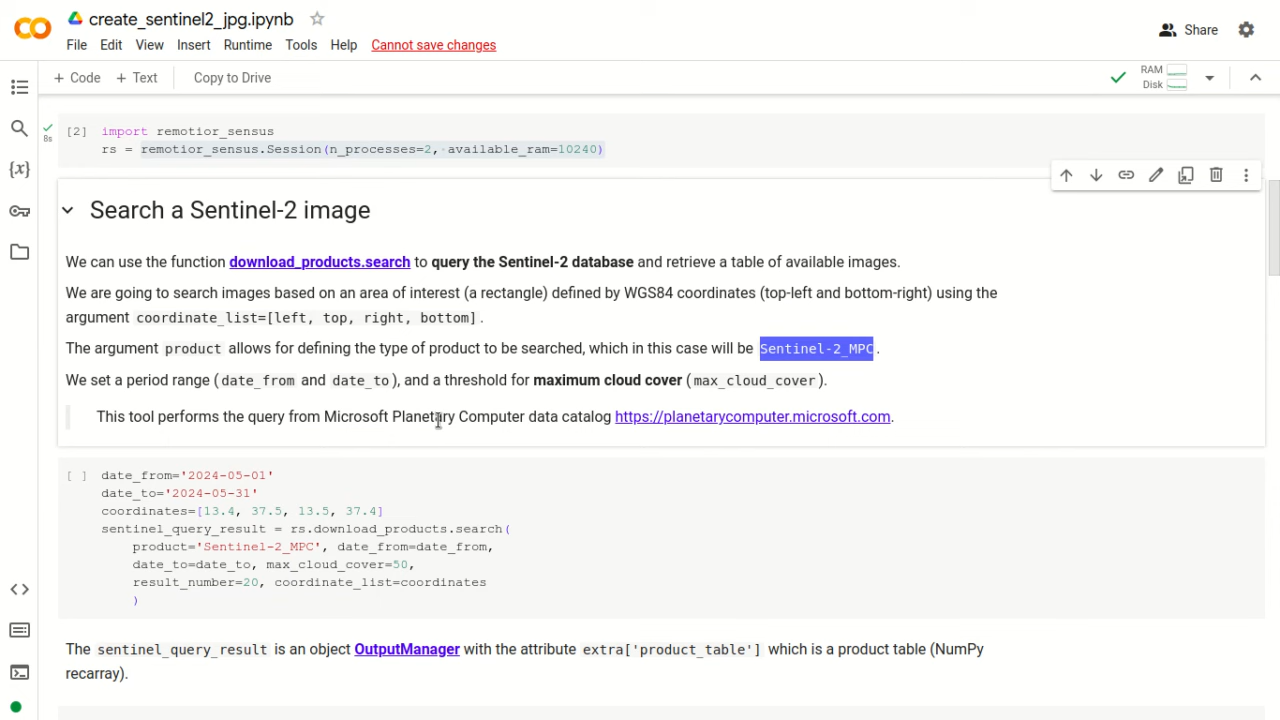 create_sentinel2_jpg.ipynb
File Edit View Insert Runtime Tools Help Cannot save changes
Share
+ Code + Text Copy to Drive
RAM
Disk
8s
[2] import remotior_sensus
rs = remotior_sensus.Session(n_processes=2, available_ram=10240)
Search a Sentinel-2 image
We can use the function download_products.search to query the Sentinel-2 database and retrieve a table of available images.
We are going to search images based on an area of interest (a rectangle) defined by WGS84 coordinates (top-left and bottom-right) using the
argument coordinate_list=[left, top, right, bottom].
The argument product allows for defining the type of product to be searched, which in this case will be Sentinel-2_MPC.
We set a period range (date_from and date_to), and a threshold for maximum cloud cover (max_cloud_cover).
This tool performs the query from Microsoft Planetary Computer data catalog https://planetarycomputer.microsoft.com.
[ ] date_from='2024-05-01'
date_to='2024-05-31'
coordinates=[13.4, 37.5, 13.5, 37.4]
sentinel_query_result = rs.download_products.search(
product='Sentinel-2_MPC', date_from=date_from,
date_to=date_to, max_cloud_cover=50,
result_number=20, coordinate_list=coordinates
)
The sentinel_query_result is an object OutputManager with the attribute extra['product_table'] which is a product table (NumPy
recarray).